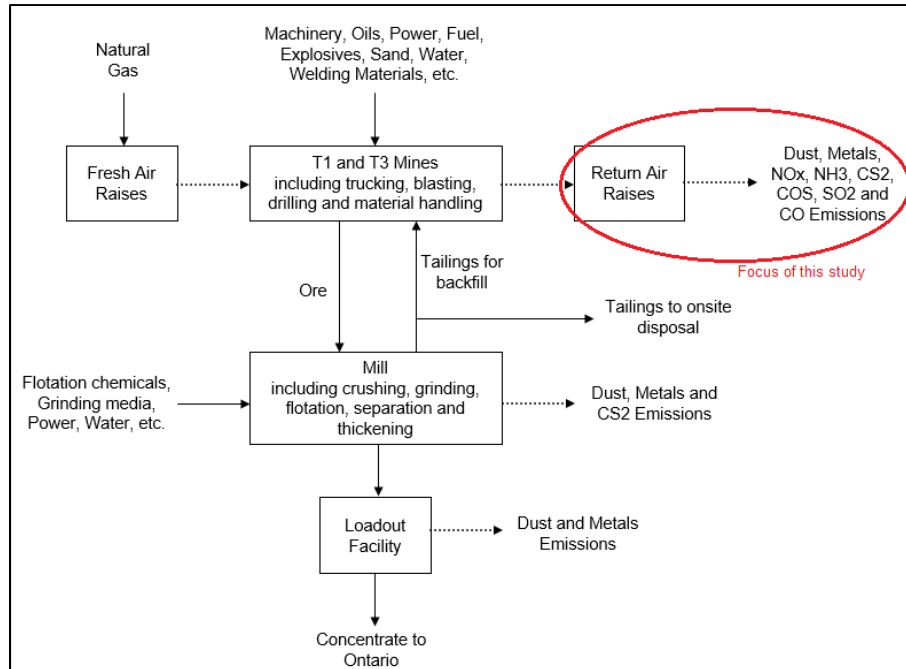 Natural
Gas
Machinery, Oils, Power, Fuel,
Explosives, Sand, Water,
Welding Materials, etc.
Fresh Air
Raises
T1 and T3 Mines
including trucking, blasting,
drilling and material handling
Return Air
Raises
Dust, Metals,
NOx, NH3, CS2,
COS, SO2 and
CO Emissions
Focus of this study
Ore
Tailings for
backfill
Tailings to onsite
disposal
Flotation chemicals,
Grinding media,
Power, Water, etc.
Mill
including crushing, grinding,
flotation, separation and
thickening
Dust, Metals and
CS2 Emissions
Loadout
Facility
Dust and Metals
Emissions
Concentrate to
Ontario